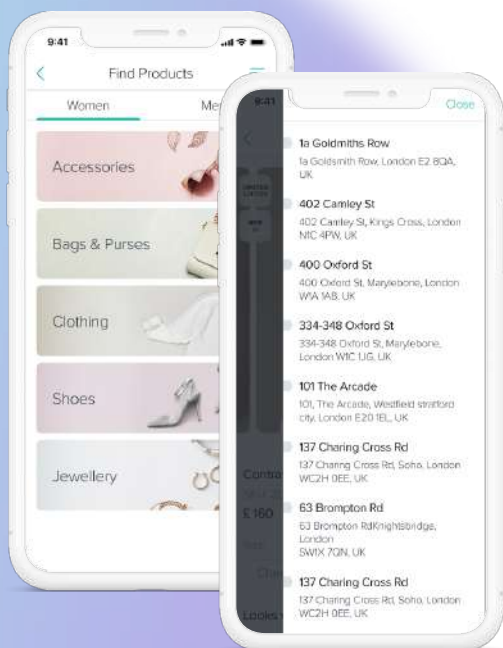 9:41
Find Products
Women
Me
Accessories
Bags & Purses
Clothing
Shoes
Jewellery
9:41
Close
1a Goldmiths Row
1a Goldsmith Row, London E2 8QA,
UK
402 Camley St
402 Camley St, Kings Cross, London
N1C 4PW, UK
400 Oxford St
400 Oxford St, Marylebone, London
W1A 1AB, UK
334-348 Oxford St
334-348 Oxford St, Marylebone,
London W1C 1JG, UK
101 The Arcade
101, The Arcade, Westfield stratford
city, London E20 1EL, UK
137 Charing Cross Rd
137 Charing Cross Rd, Soho, London
WC2H 0EE, UK
63 Brompton Rd
63 Brompton RdKnightsbridge,
London
SW1X 7QN, UK
137 Charing Cross Rd
137 Charing Cross Rd, Soho, London
WC2H 0EE, UK
Contra
£160
Looks